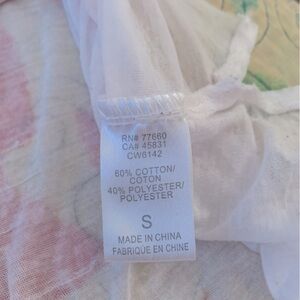 RN# 77660
CA# 45831
CW6142
60% COTTON/
COTON
40% POLYESTER/
POLYESTER
S
MADE IN CHINA
FABRIQUE EN CHINE